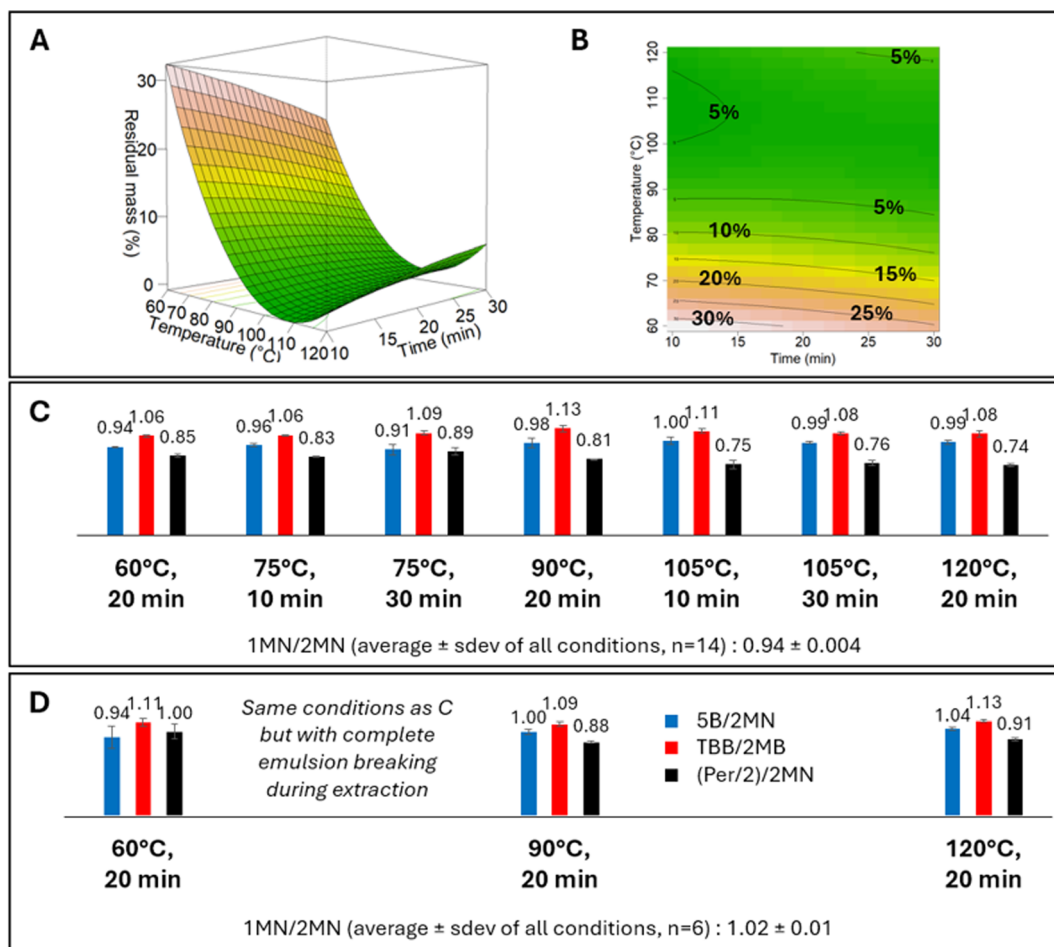 A
30
20
10
0
Residual mass (%)
60
70
80
90
100
110
120
Temperature (°C)
10
15
20
25
30
Time (min)
B
120
110
100
90
80
70
60
Temperature (°C)
5%
5%
5%
10%
15%
20%
25%
30%
10
15
20
25
30
Time (min)
C
0.94 1.06 0.85
0.96 1.06 0.83
0.91 1.09 0.89
0.98 1.13 0.81
1.00 1.11 0.75
0.99 1.08 0.76
0.99 1.08 0.74
60°C, 75°C, 75°C, 90°C, 105°C, 105°C, 120°C,
20 min 10 min 30 min 20 min 10 min 30 min 20 min
1MN/2MN (average ± sdev of all conditions, n=14) : 0.94 ± 0.004
D
0.94 1.11 1.00
Same conditions as C
but with complete
emulsion breaking
during extraction
1.00 1.09 0.88
5B/2MN
TBB/2MB
(Per/2)/2MN
1.04 1.13 0.91
60°C, 90°C, 120°C,
20 min 20 min 20 min
1MN/2MN (average ± sdev of all conditions, n=6) : 1.02 ± 0.01